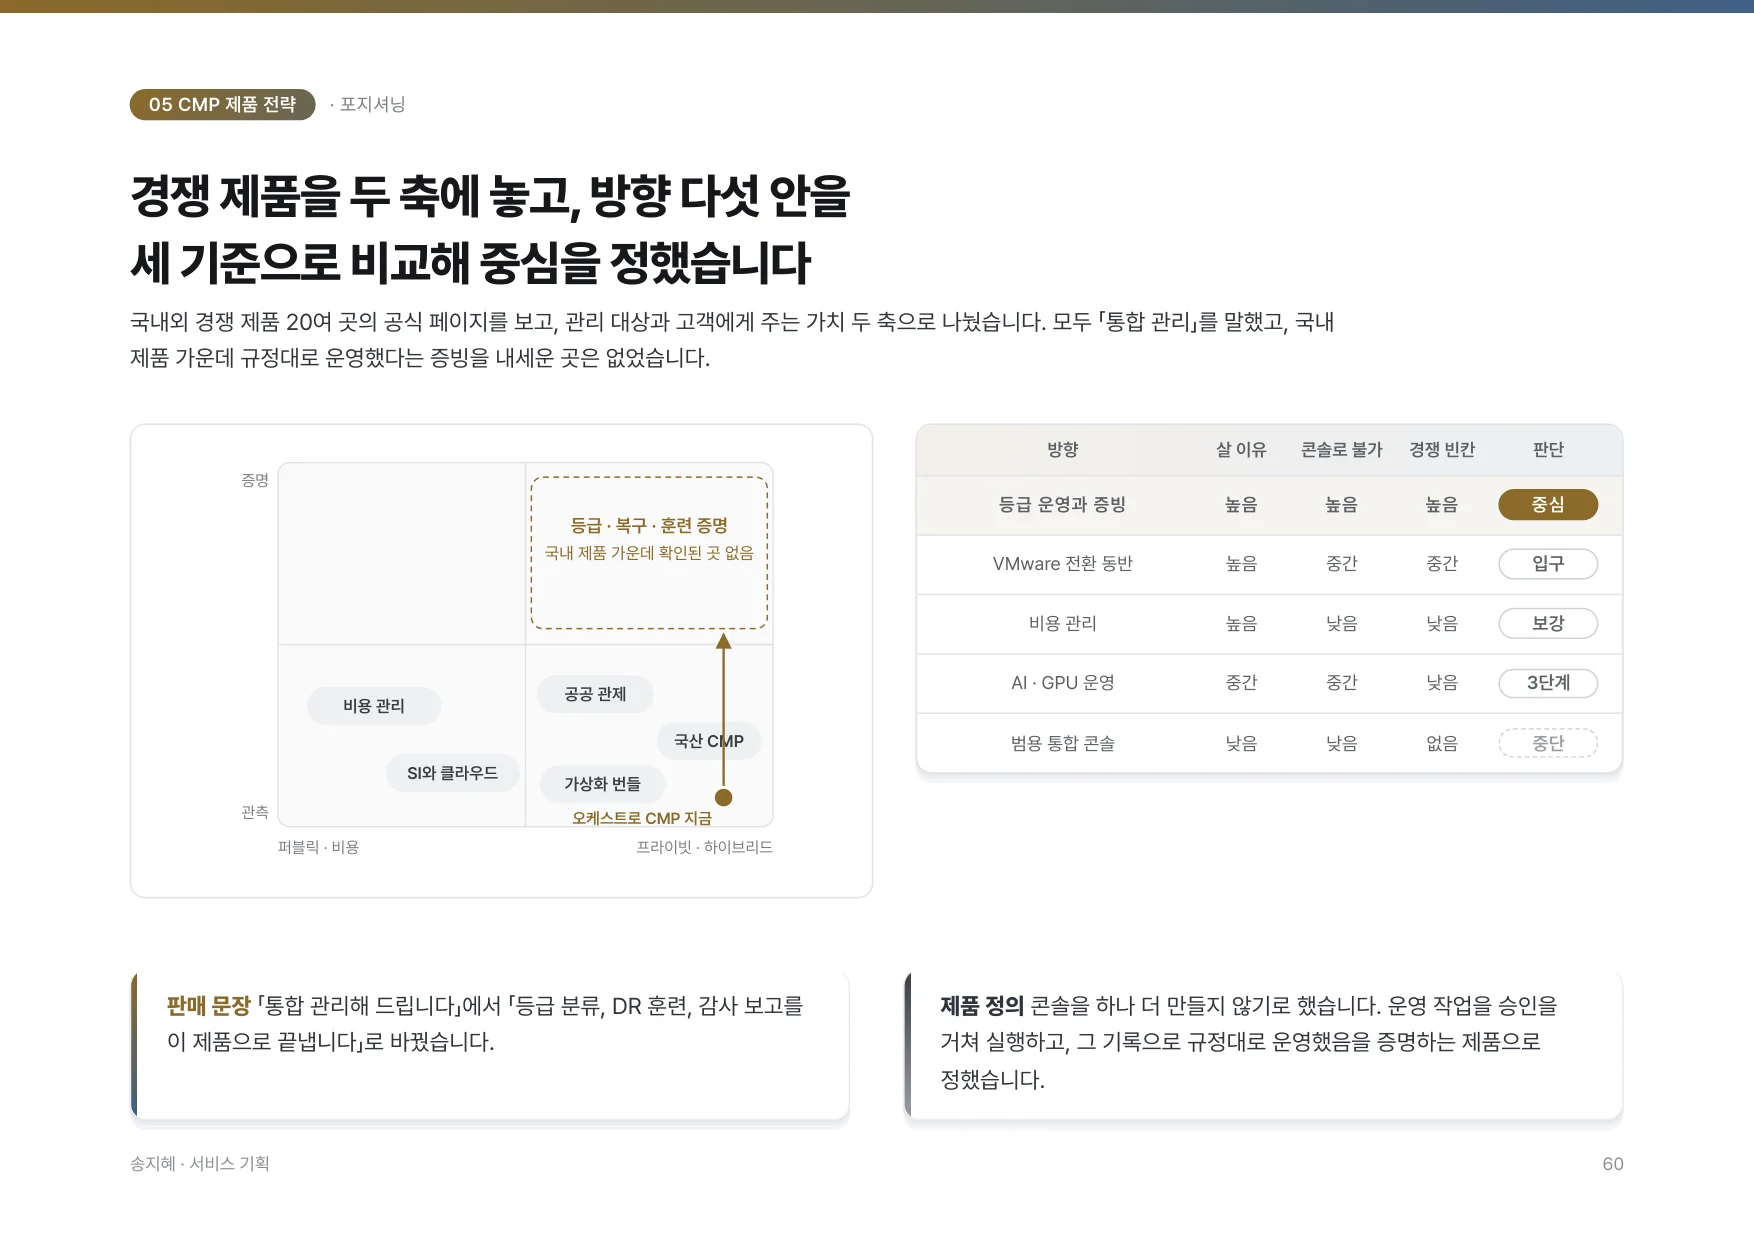 05 CMP 제품 전략 · 포지셔닝
경쟁 제품을 두 축에 놓고, 방향 다섯 안을
세 기준으로 비교해 중심을 정했습니다
국내외 경쟁 제품 20여 곳의 공식 페이지를 보고, 관리 대상과 고객에게 주는 가치 두 축으로 나눴습니다. 모두 「통합 관리」를 말했고, 국내
제품 가운데 규정대로 운영했다는 증빙을 내세운 곳은 없었습니다.
증명
등급 · 복구 · 훈련 증명
국내 제품 가운데 확인된 곳 없음
비용 관리
공공 관제
국산 CMP
SI와 클라우드
가상화 번들
관측
오케스트로 CMP 지금
퍼블릭 · 비용
프라이빗 · 하이브리드
방향 살 이유 콘솔로 불가 경쟁 빈칸 판단
등급 운영과 증빙 높음 높음 높음 중심
VMware 전환 동반 높음 중간 중간 입구
비용 관리 높음 낮음 낮음 보강
AI · GPU 운영 중간 중간 낮음 3단계
범용 통합 콘솔 낮음 낮음 없음 중단
판매 문장 「통합 관리해 드립니다」에서 「등급 분류, DR 훈련, 감사 보고를
이 제품으로 끝냅니다」로 바꿨습니다.
제품 정의 콘솔을 하나 더 만들지 않기로 했습니다. 운영 작업을 승인을
거쳐 실행하고, 그 기록으로 규정대로 운영했음을 증명하는 제품으로
정했습니다.
송지혜 · 서비스 기획
60